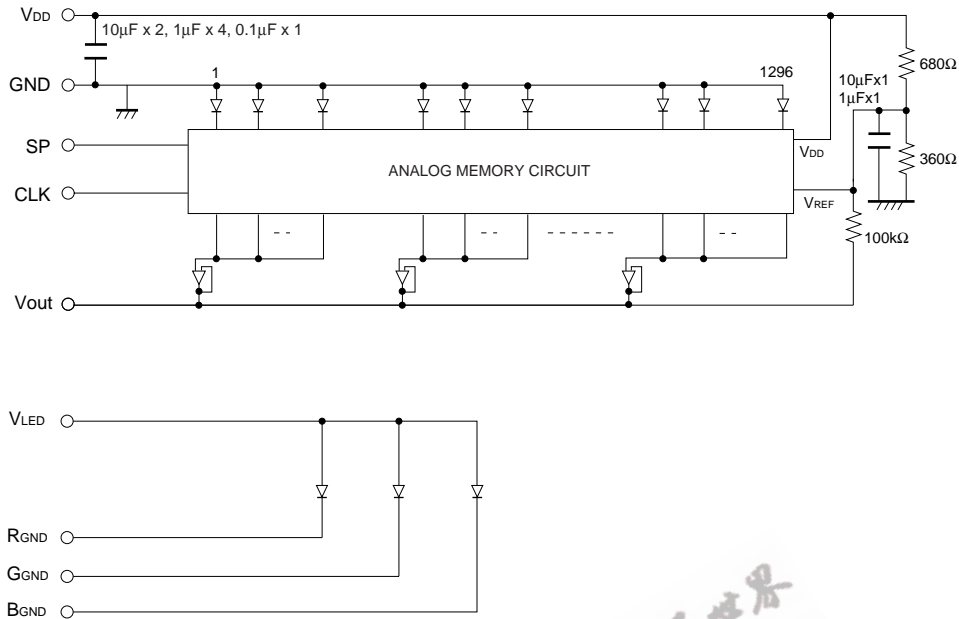 VDD
10μF x 2, 1μF x 4, 0.1μF x 1
680Ω
GND
1
1296
10μFx1
1μFx1
SP
VDD
360Ω
ANALOG MEMORY CIRCUIT
CLK
VREF
100kΩ
Vout
VLED
RGND
GGND
BGND